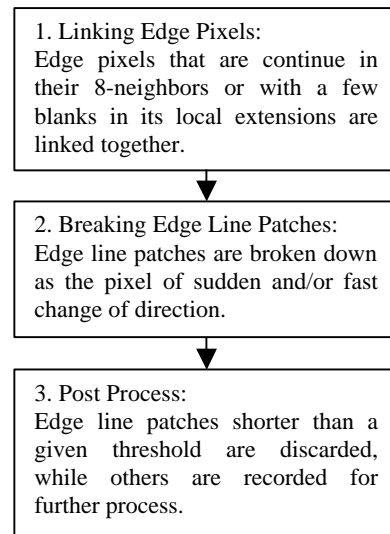 1. Linking Edge Pixels:
Edge pixels that are continue in
their 8-neighbors or with a few
blanks in its local extensions are
linked together.
2. Breaking Edge Line Patches:
Edge line patches are broken down
as the pixel of sudden and/or fast
change of direction.
3. Post Process:
Edge line patches shorter than a
given threshold are discarded,
while others are recorded for
further process.